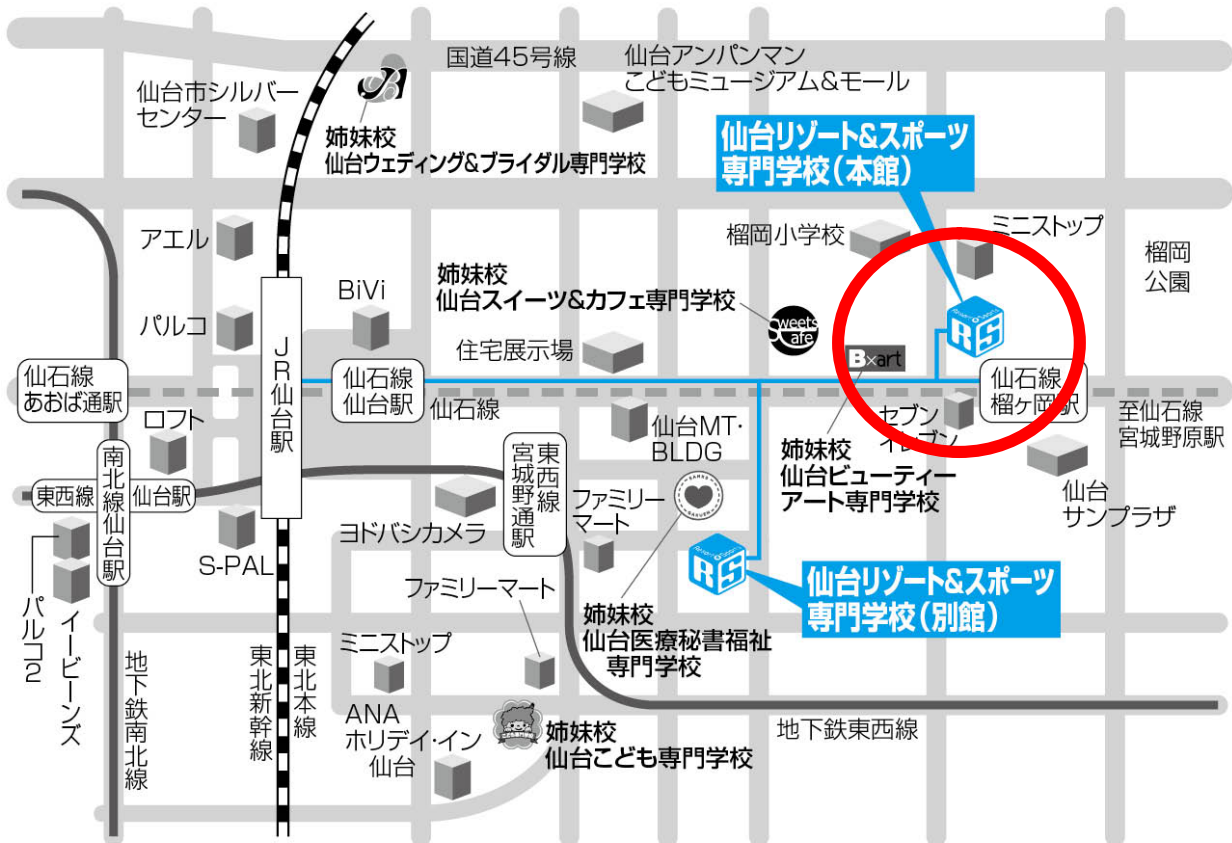 国道45号線
仙台アンパンマン
こどもミュージアム&モール
仙台市シルバー
センター
姉妹校
仙台ウェディング&ブライダル専門学校
仙台リゾート&スポーツ
専門学校(本館)
アエル
榴岡小学校
ミニストップ
榴岡
公園
姉妹校
仙台スイーツ&カフェ専門学校
BiVi
パルコ
Sweets
Cafe
RS
住宅展示場
B×art
JR仙台駅
仙石線
あおば通駅
仙石線
仙台駅
仙石線
仙石線
榴ヶ岡駅
至仙石線
宮城野原駅
ロフト
仙台MT・
BLDG
セブン
イレブン
姉妹校
仙台ビューティー
アート専門学校
南北線仙台駅
東西線
仙台駅
東西線
宮城野通駅
ファミリー
マート
仙台
サンプラザ
ヨドバシカメラ
S-PAL
RS
仙台リゾート&スポーツ
専門学校(別館)
ファミリーマート
姉妹校
仙台医療秘書福祉
専門学校
パルコ2
イービーンズ
地下鉄南北線
東北新幹線
東北本線
ミニストップ
ANA
ホリデイ・イン
仙台
姉妹校
仙台こども専門学校
地下鉄東西線